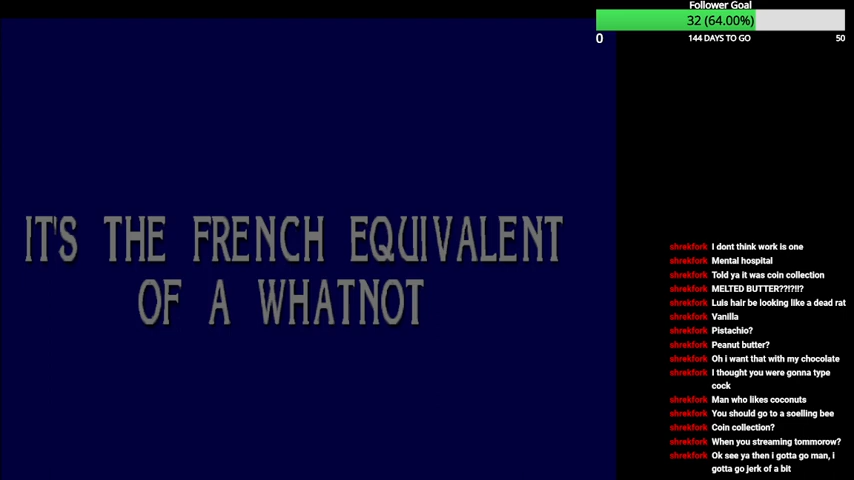 Follower Goal
32 (64.00%)
0
144 DAYS TO GO
50
IT'S THE FRENCH EQUIVALENT
OF A WHATNOT
shrekfork I dont think work is one
shrekfork Mental hospital
shrekfork Told ya it was coin collection
shrekfork MELTED BUTTER??!?!!?
shrekfork Luis hair be looking like a dead rat
shrekfork Vanilla
shrekfork Pistachio?
shrekfork Peanut butter?
shrekfork Oh i want that with my chocolate
shrekfork I thought you were gonna type
cock
shrekfork Man who likes coconuts
shrekfork You should go to a soelling bee
shrekfork Coin collection?
shrekfork When you streaming tommorow?
shrekfork Ok see ya then i gotta go man, i
gotta go jerk of a bit